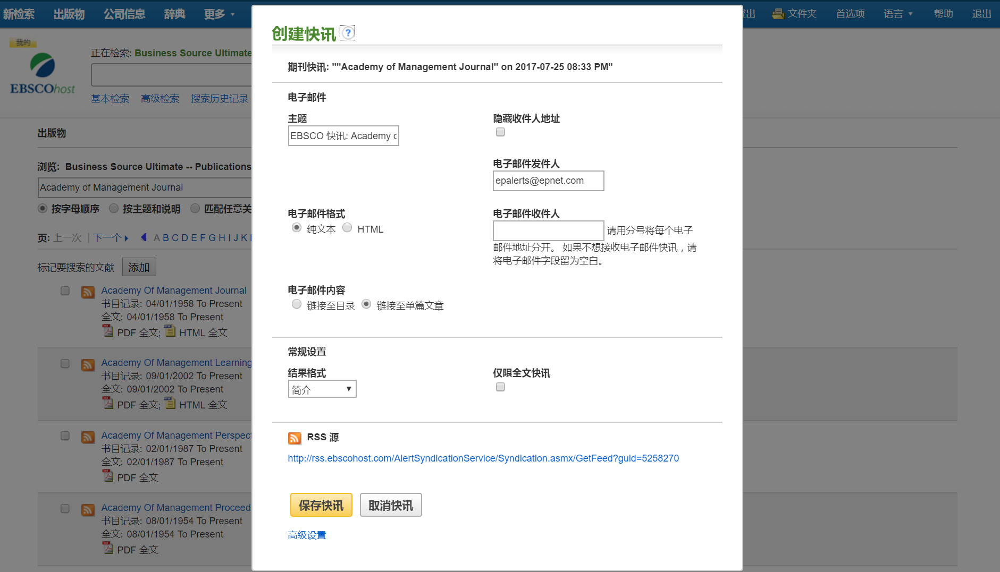 新检索 出版物 公司信息 辞典 更多
登出 文件夹 首选项 语言 帮助 退出
我的
EBSCOhost
正在检索: Business Source Ultimate
基本检索 高级检索 搜索历史记录
出版物
浏览: Business Source Ultimate -- Publications
Academy of Management Journal
按字母顺序 按主题和说明 匹配任意关
页: 上一次 | 下一个 A B C D E F G H I J K
标记要搜索的文献 添加
Academy Of Management Journal
书目记录: 04/01/1958 To Present
全文: 04/01/1958 To Present
PDF 全文; HTML 全文
Academy Of Management Learning
书目记录: 09/01/2002 To Present
全文: 09/01/2002 To Present
PDF 全文; HTML 全文
Academy Of Management Perspect
书目记录: 02/01/1987 To Present
全文: 02/01/1987 To Present
PDF 全文
Academy Of Management Proceed
书目记录: 08/01/1954 To Present
全文: 08/01/1954 To Present
PDF 全文
创建快讯 ?
期刊快讯: ""Academy of Management Journal" on 2017-07-25 08:33 PM"
电子邮件
主题
EBSCO 快讯: Academy o
隐藏收件人地址
电子邮件发件人
epalerts@epnet.com
电子邮件格式
纯文本 HTML
电子邮件收件人
请用分号将每个电子
邮件地址分开。 如果不想接收电子邮件快讯，请
将电子邮件字段留为空白。
电子邮件内容
链接至目录 链接至单篇文章
常规设置
结果格式
简介
仅限全文快讯
RSS 源
http://rss.ebscohost.com/AlertSyndicationService/Syndication.asmx/GetFeed?guid=5258270
保存快讯 取消快讯
高级设置